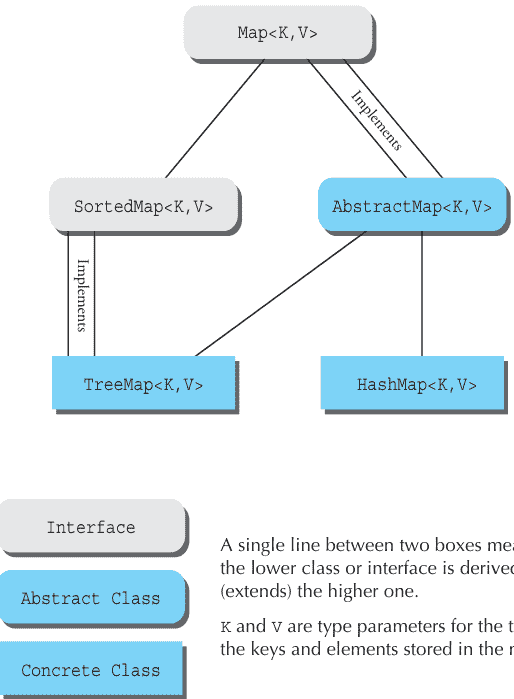 Map<K,V>
Implements
SortedMap<K,V>
AbstractMap<K,V>
Implements
TreeMap<K,V>
HashMap<K,V>
Interface
Abstract Class
Concrete Class
A single line between two boxes
the lower class or interface is derived
(extends) the higher one.
K and V are type parameters for the
the keys and elements stored in the